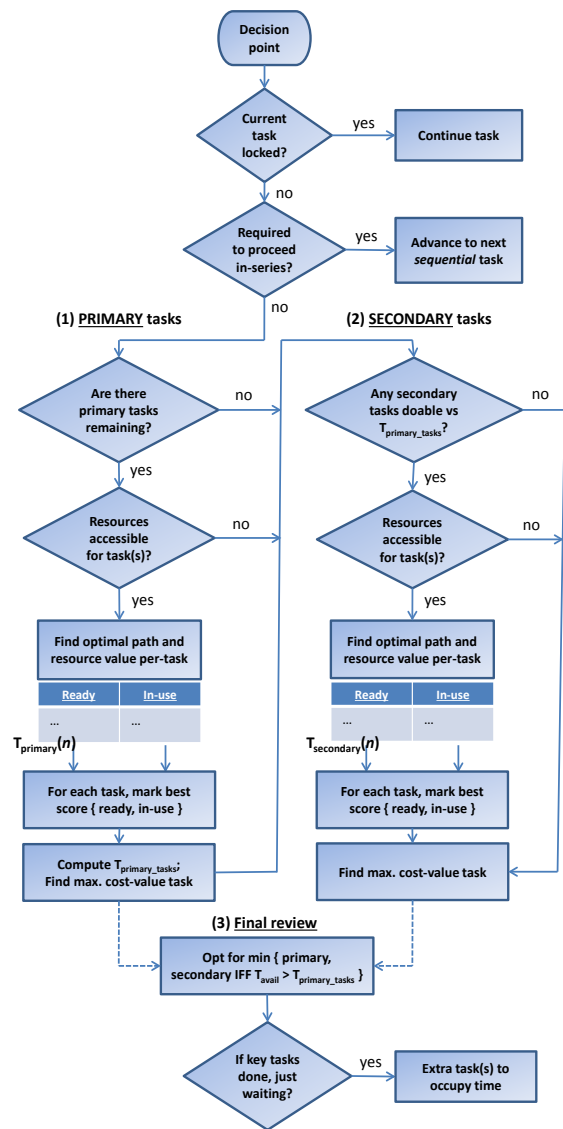 Decision
point
Current
task
locked?
yes
Continue task
no
Required
to proceed
in-series?
yes
Advance to next
sequential task
no
(1) PRIMARY tasks
(2) SECONDARY tasks
Are there
primary tasks
remaining?
no
yes
Resources
accessible
for task(s)?
no
yes
Find optimal path and
resource value per-task
Ready In-use
... ...
Tprimary(n)
For each task, mark best
score { ready, in-use }
Compute Tprimary_tasks;
Find max. cost-value task
Any secondary
tasks doable vs
Tprimary_tasks?
no
yes
Resources
accessible
for task(s)?
no
yes
Find optimal path and
resource value per-task
Ready In-use
... ...
Tsecondary(n)
For each task, mark best
score { ready, in-use }
Find max. cost-value task
(3) Final review
Opt for min { primary,
secondary IFF Tavail > Tprimary_tasks }
If key tasks
done, just
waiting?
yes
Extra task(s) to
occupy time